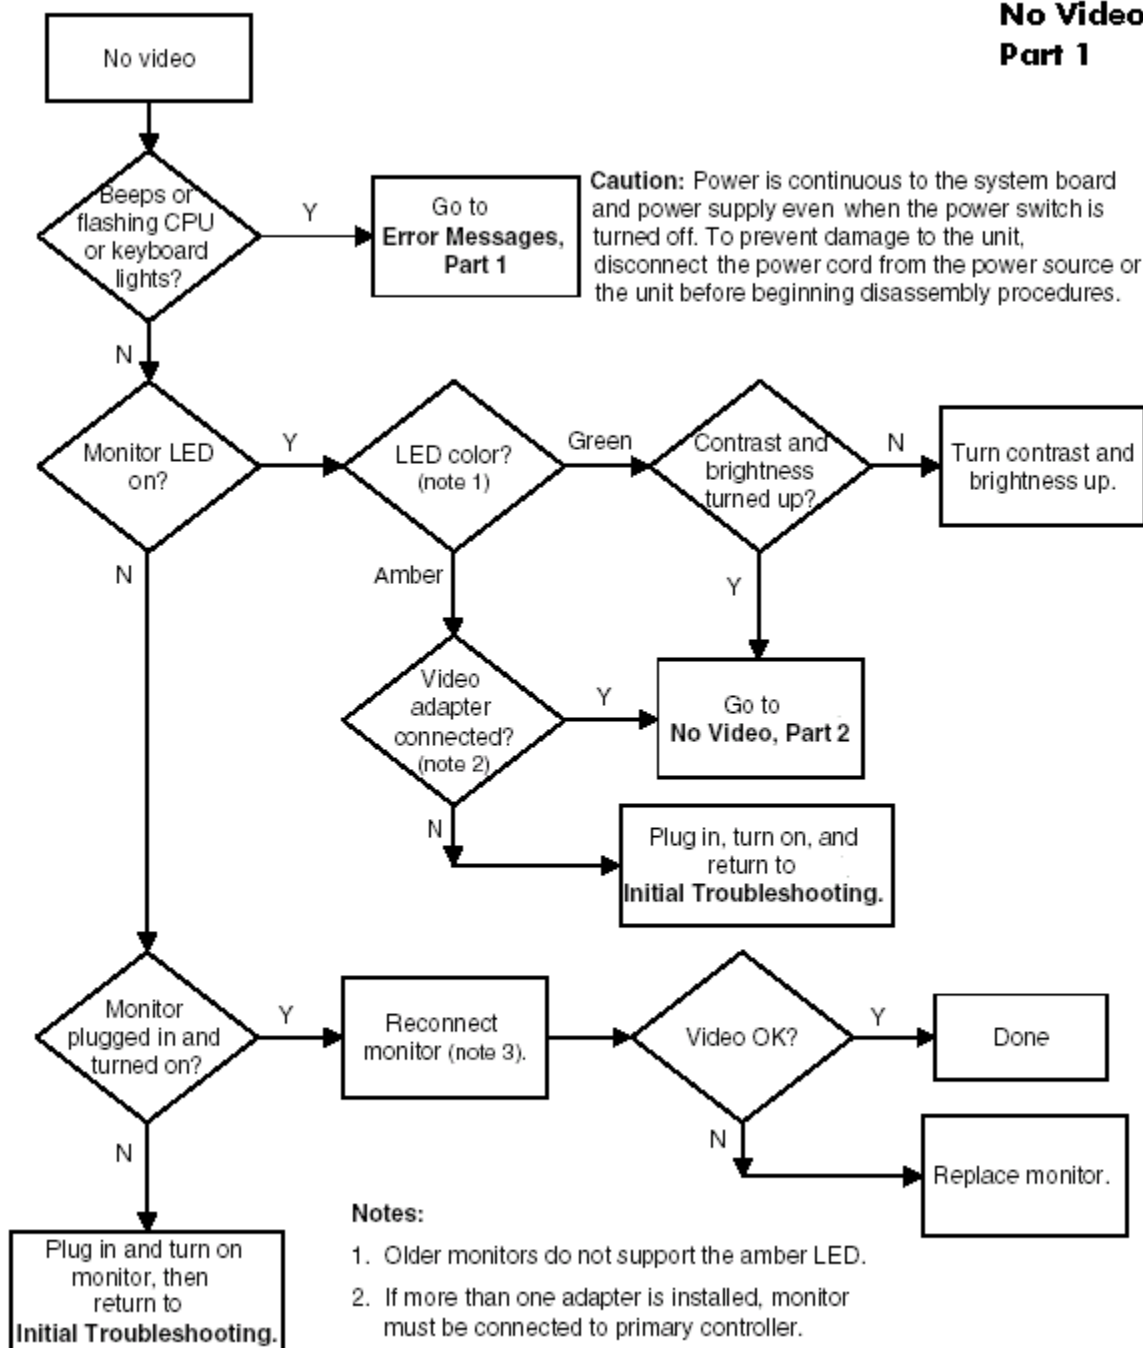 No Video
Part 1
No video
Beeps or
flashing CPU
or keyboard
lights?
Y
Go to
Error Messages,
Part 1
Caution: Power is continuous to the system board
and power supply even when the power switch is
turned off. To prevent damage to the unit,
disconnect the power cord from the power source or
the unit before beginning disassembly procedures.
N
Monitor LED
on?
Y
LED color?
(note 1)
Green
Contrast and
brightness
turned up?
N
Turn contrast and
brightness up.
N
Amber
Y
Video
adapter
connected?
(note 2)
Y
Go to
No Video, Part 2
N
Plug in, turn on, and
return to
Initial Troubleshooting.
Monitor
plugged in and
turned on?
Y
Reconnect
monitor (note 3).
Video OK?
Y
Done
N
N
Replace monitor.
Plug in and turn on
monitor, then
return to
Initial Troubleshooting.
Notes:
1. Older monitors do not support the amber LED.
2. If more than one adapter is installed, monitor
must be connected to primary controller.